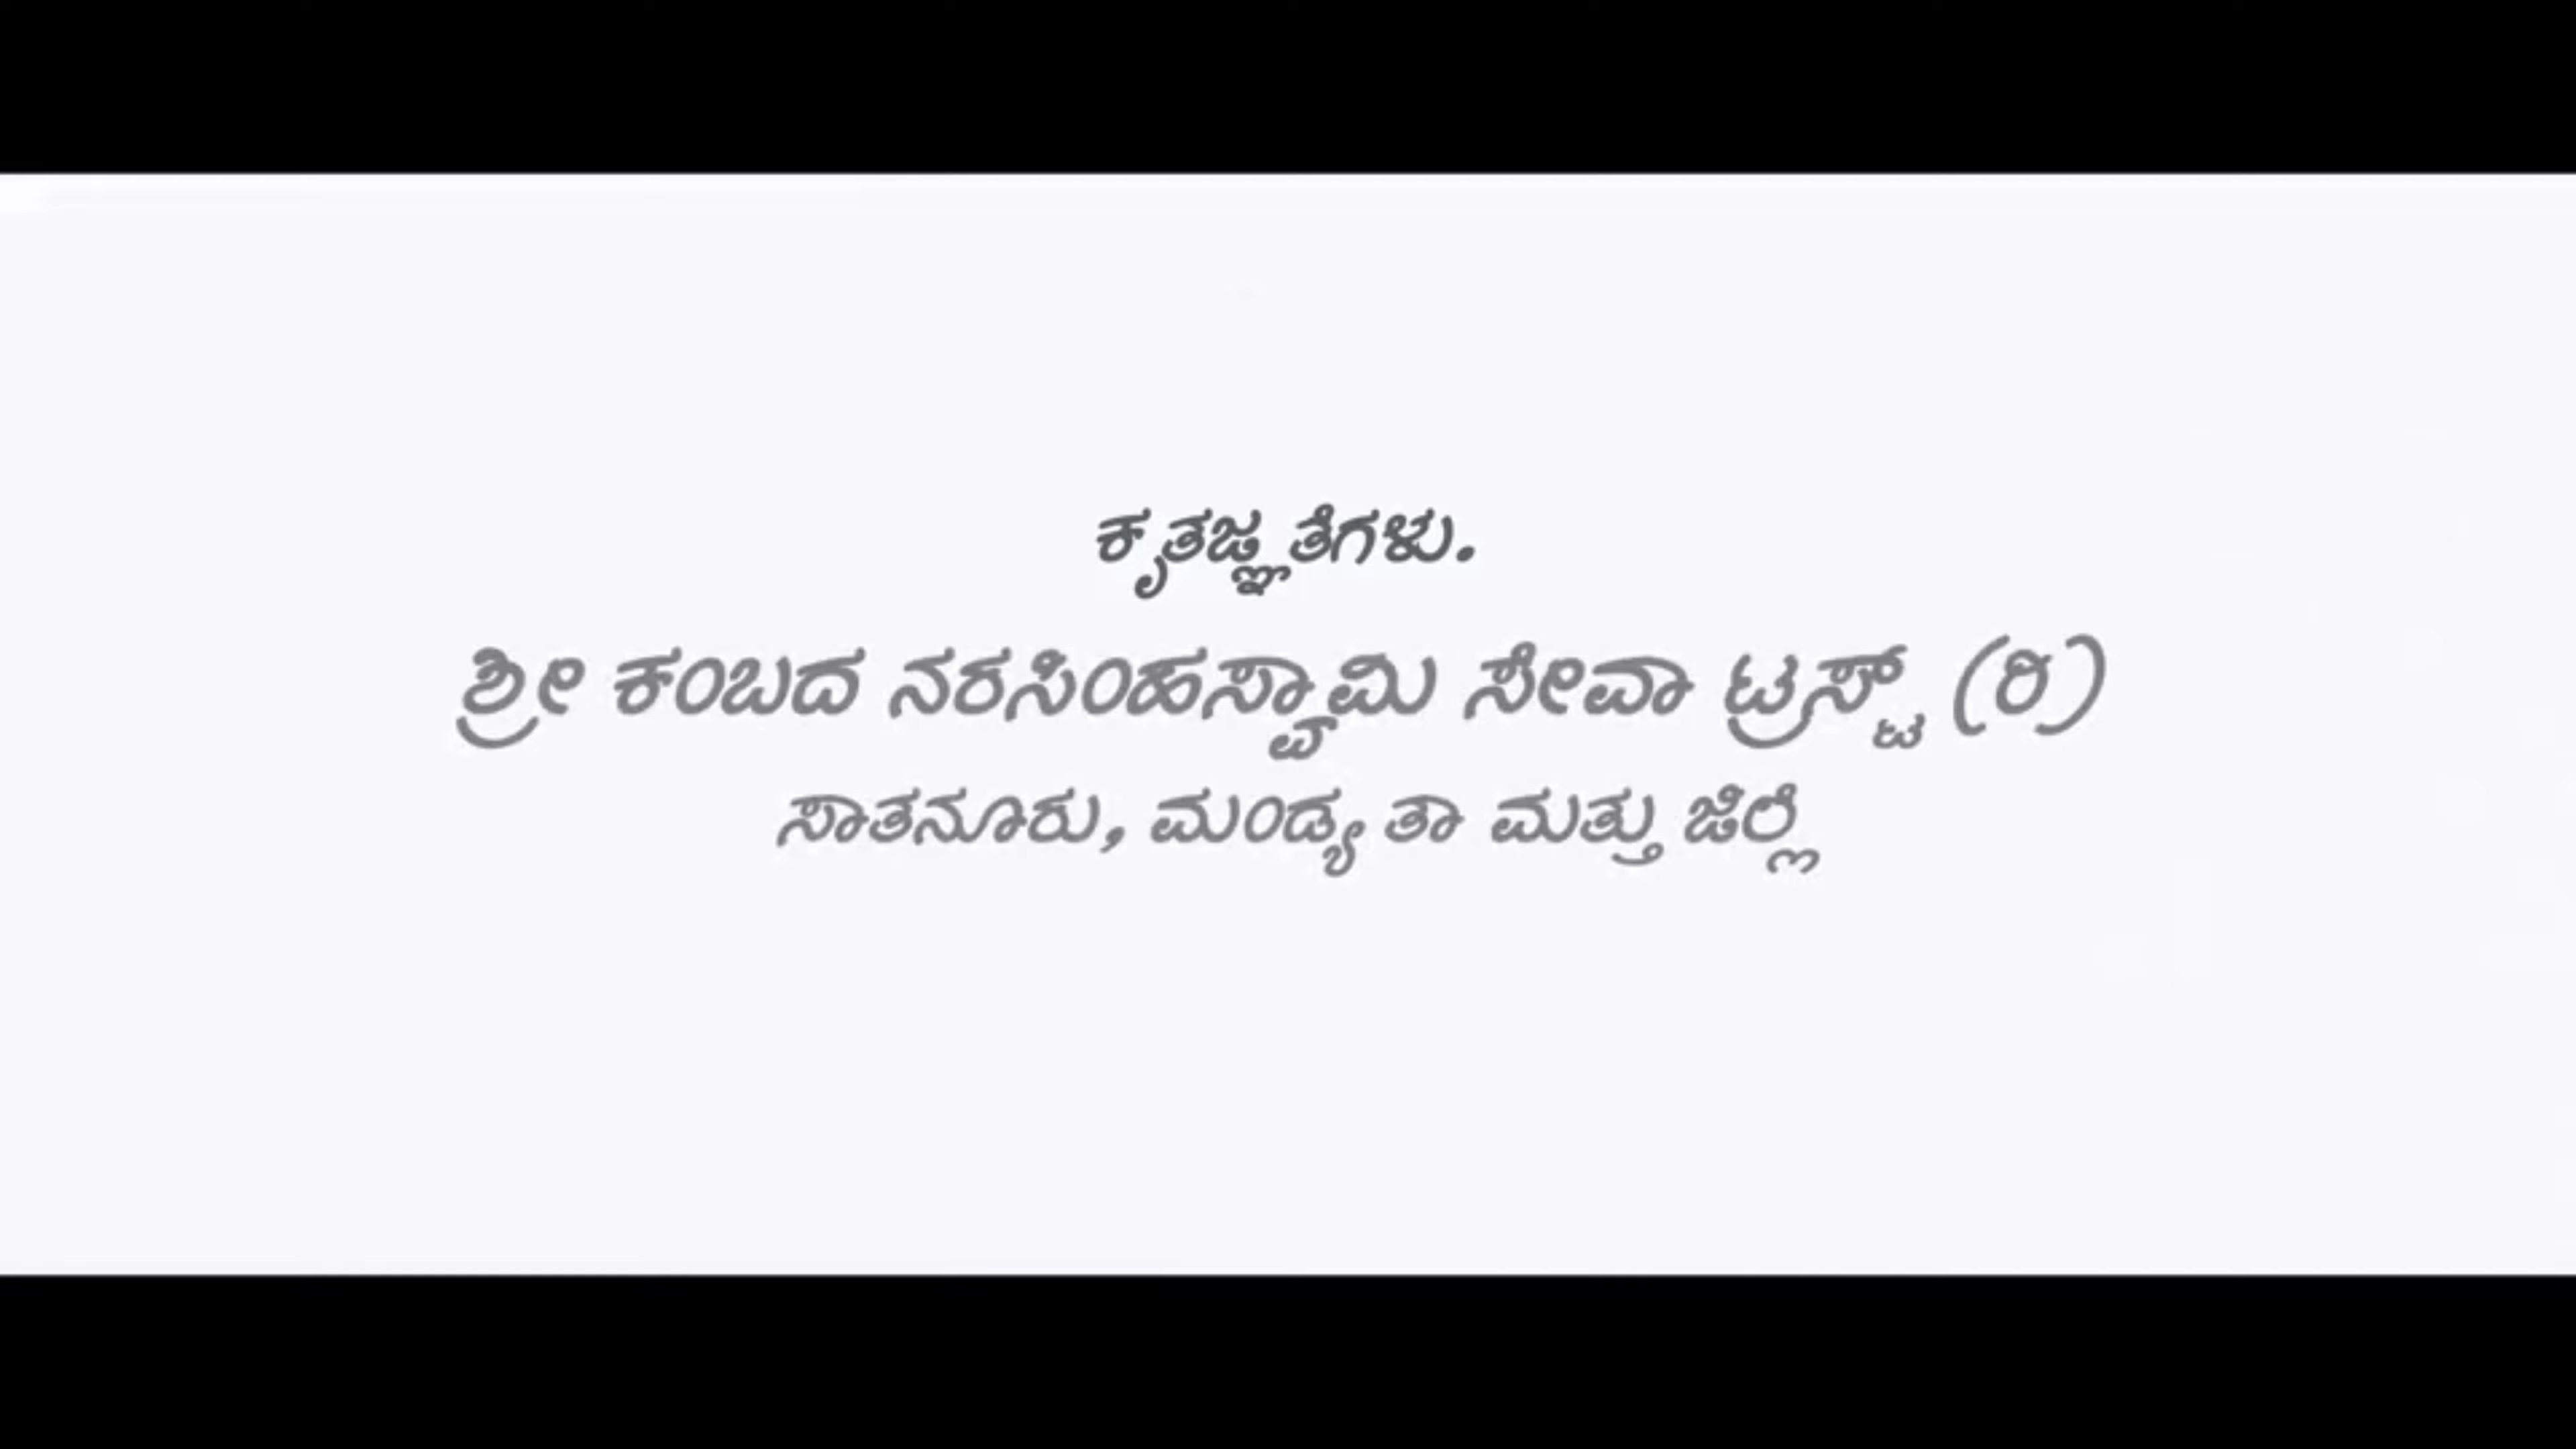 ಕೃತಜ್ಞತೆಗಳು.
ಶ್ರೀ ಕಂಬದ ನರಸಿಂಹಸ್ವಾಮಿ ಸೇವಾ ಟ್ರಸ್ಟ್ (ರಿ)
ಸಾತನೂರು, ಮಂಡ್ಯ ತಾ ಮತ್ತು ಜಿಲ್ಲಿ